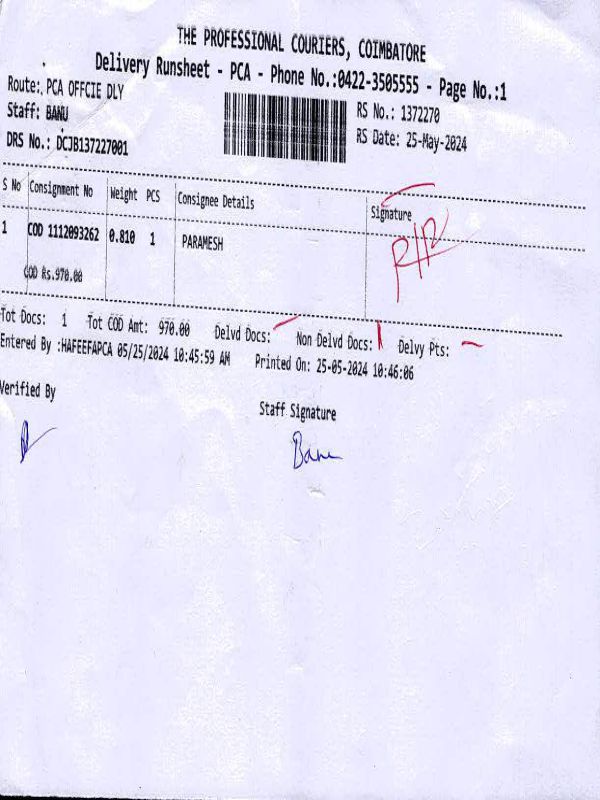 THE PROFESSIONAL COURIERS, COIMBATORE
Delivery Runsheet - PCA - Phone No.:0422-3505555 - Page No.:1
Route: PCA OFFCIE DLY
Staff: BANU
DRS No.: DCJB137227001
RS No.: 1372270
RS Date: 25-May-2024
S No Consignment No Weight PCS Consignee Details Signature
1 COD 1112093262 0.810 1 PARAMESH
COD Rs.970.00
Tot Docs: 1 Tot COD Amt: 970.00 Delvd Docs: - Non Delvd Docs: 1 Delvy Pts: -
Entered By :HAFEEFAPCA 05/25/2024 10:45:59 AM Printed On: 25-05-2024 10:46:06
Verified By
Staff Signature
Banu